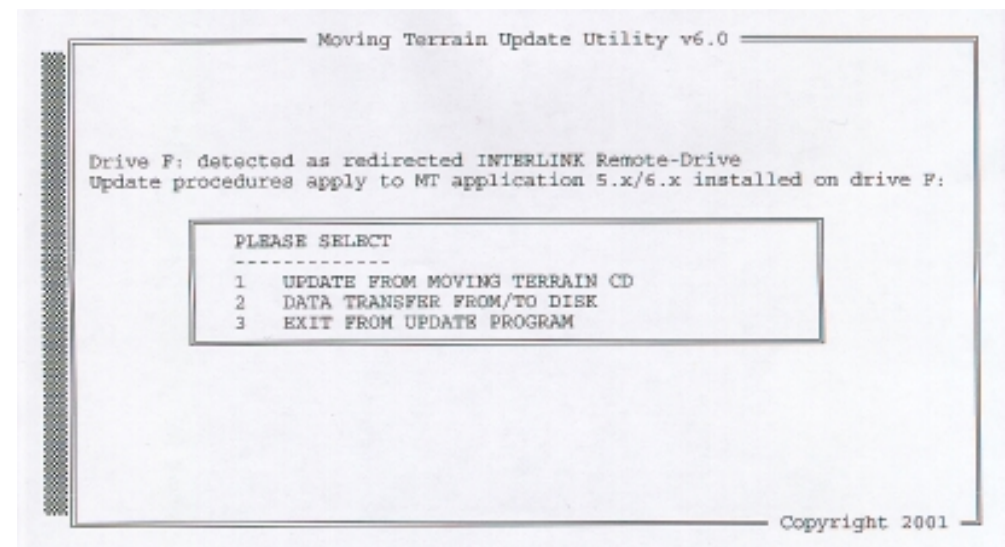 Moving Terrain Update Utility v6.0
Drive F: detected as redirected INTERLINK Remote-Drive
Update procedures apply to MT application 5.x/6.x installed on drive F:
PLEASE SELECT
--------------
1 UPDATE FROM MOVING TERRAIN CD
2 DATA TRANSFER FROM/TO DISK
3 EXIT FROM UPDATE PROGRAM
Copyright 2001